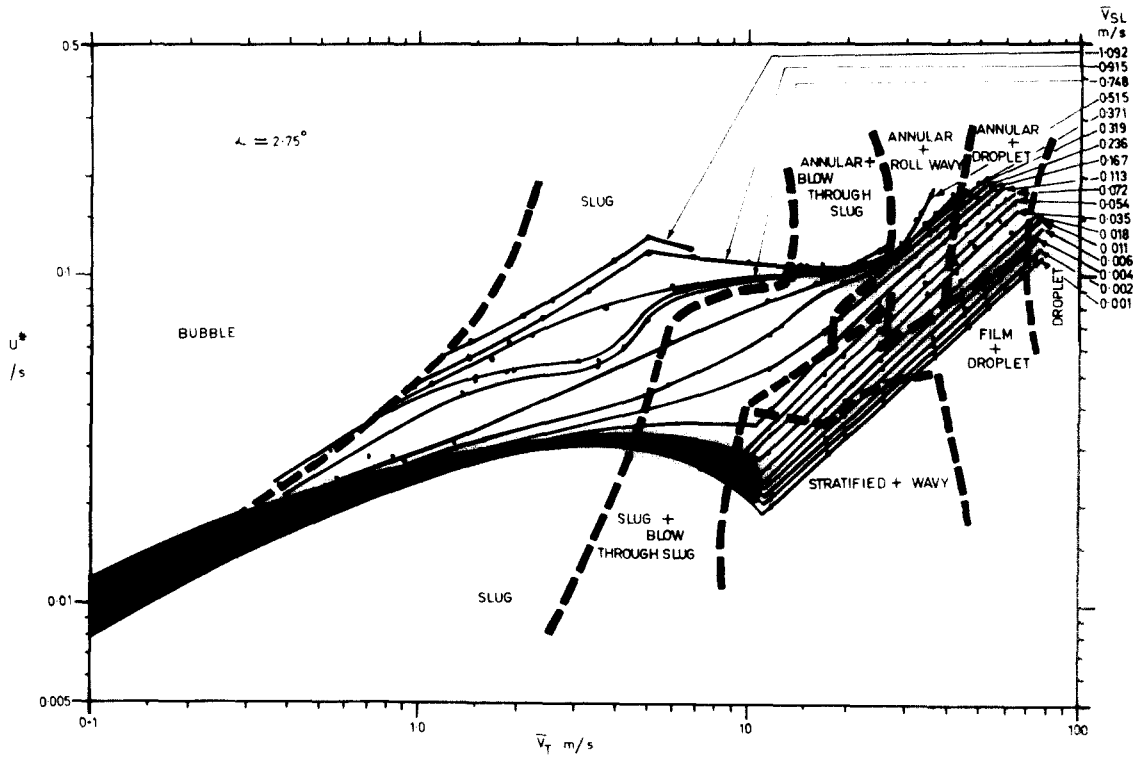 V̅SL
m/s
0·5
1·092
0·915
0·748
0·515
0·371
0·319
0·236
0·167
0·113
0·072
0·054
0·035
0·018
0·011
0·006
0·004
0·002
0·001
= 2·75°
ANNULAR
+
ROLL WAVY
ANNULAR
+
DROPLET
ANNULAR +
BLOW
THROUGH
SLUG
SLUG
0·1
BUBBLE
U*
/s
DROPLET
FILM
+
DROPLET
STRATIFIED + WAVY
SLUG +
BLOW
THROUGH SLUG
SLUG
0·01
0·005
0·1
1·0
10
100
V̅T m/s